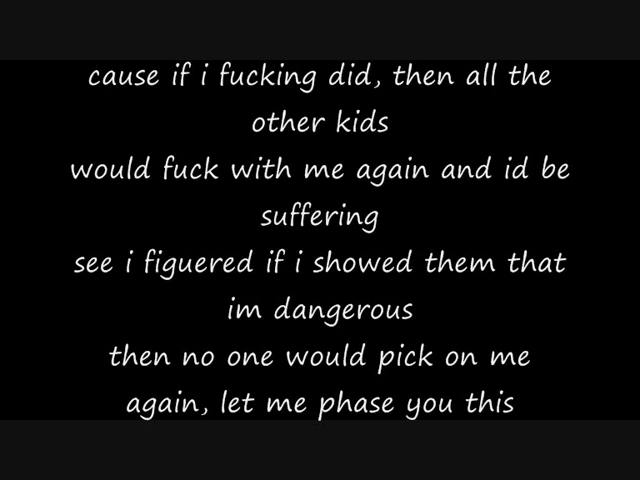 cause if i fucking did, then all the
other kids
would fuck with me again and id be
suffering
see i figuered if i showed them that
im dangerous
then no one would pick on me
again, let me phase you this